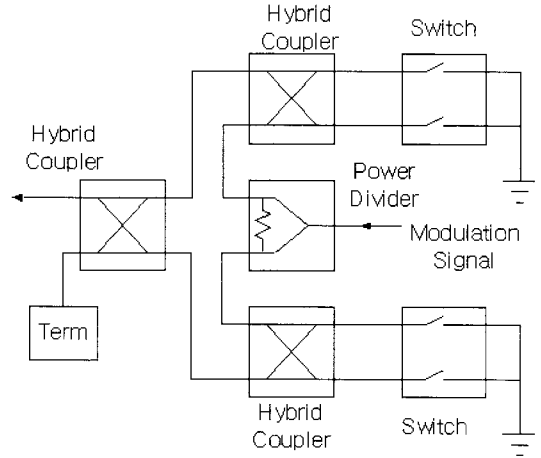 Hybrid
Coupler
Switch
Hybrid
Coupler
Power
Divider
Modulation
Signal
Term
Hybrid
Coupler
Switch